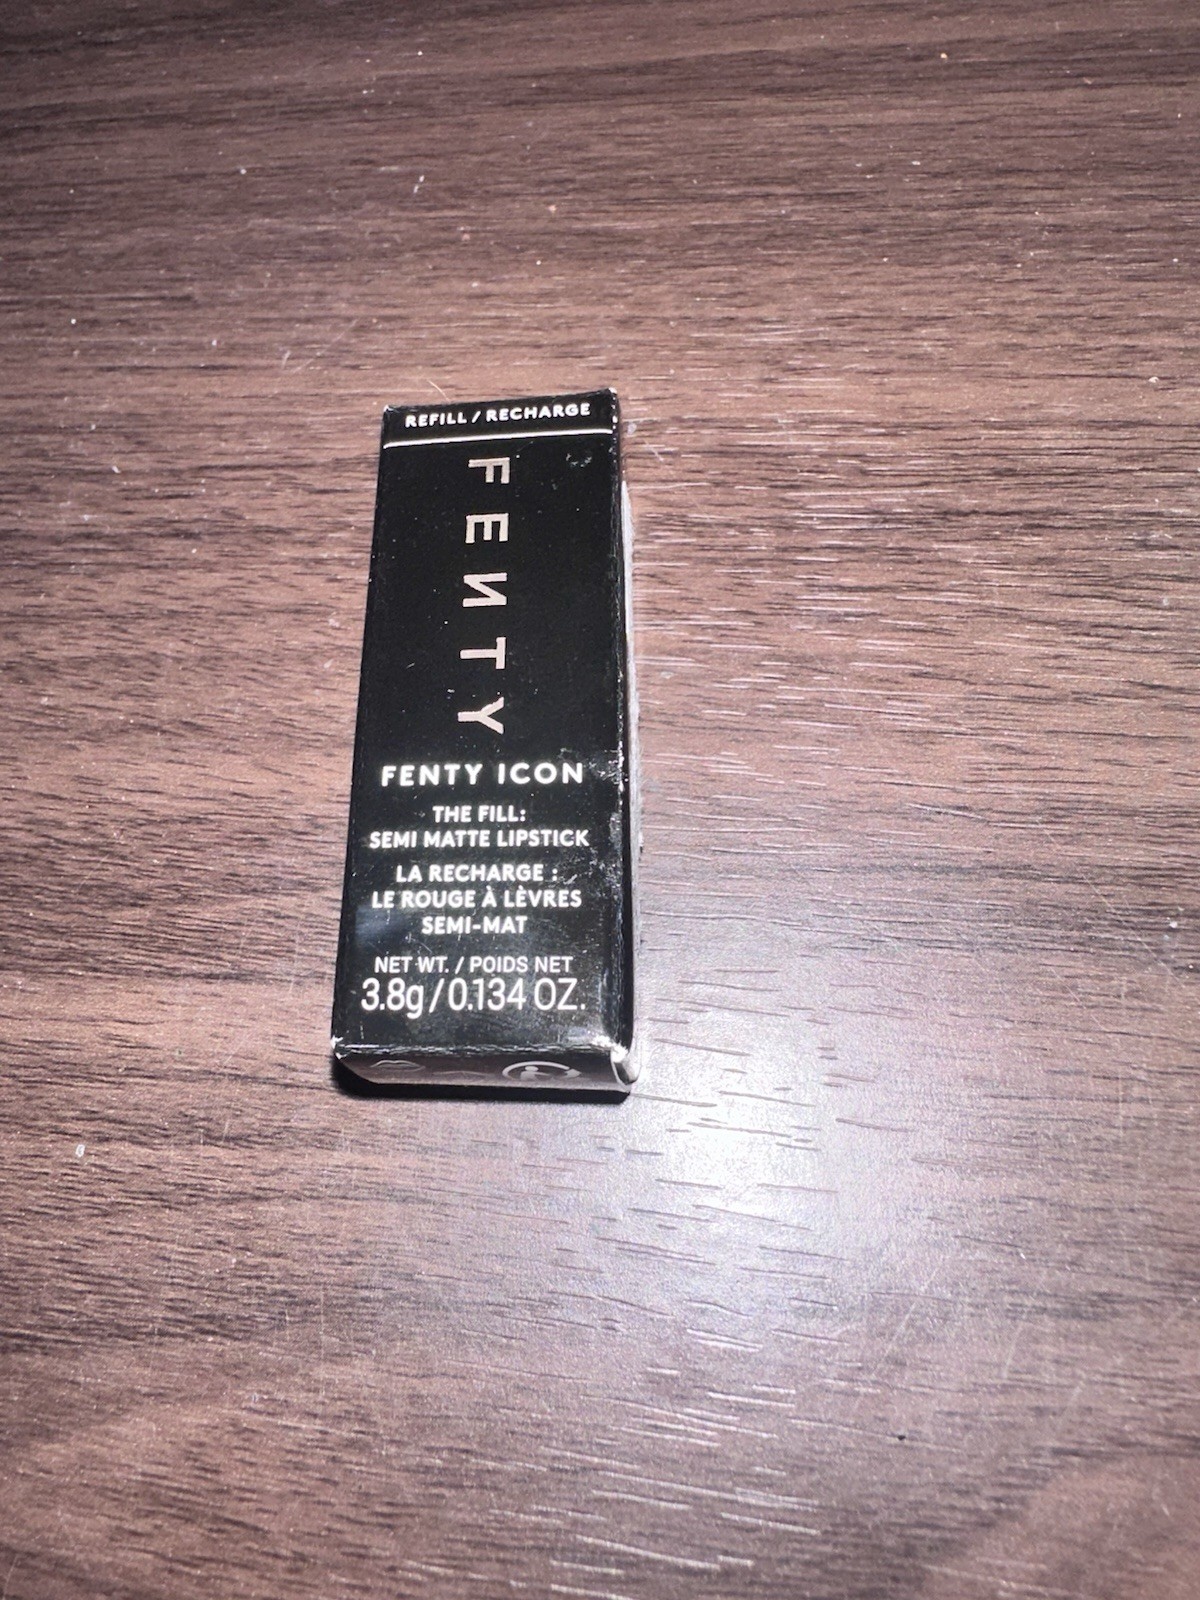 REFILL / RECHARGE
FEИTY
FENTY ICON
THE FILL:
SEMI MATTE LIPSTICK
LA RECHARGE :
LE ROUGE À LÈVRES
SEMI-MAT
NET WT. / POIDS NET
3.8g/0.134 OZ.